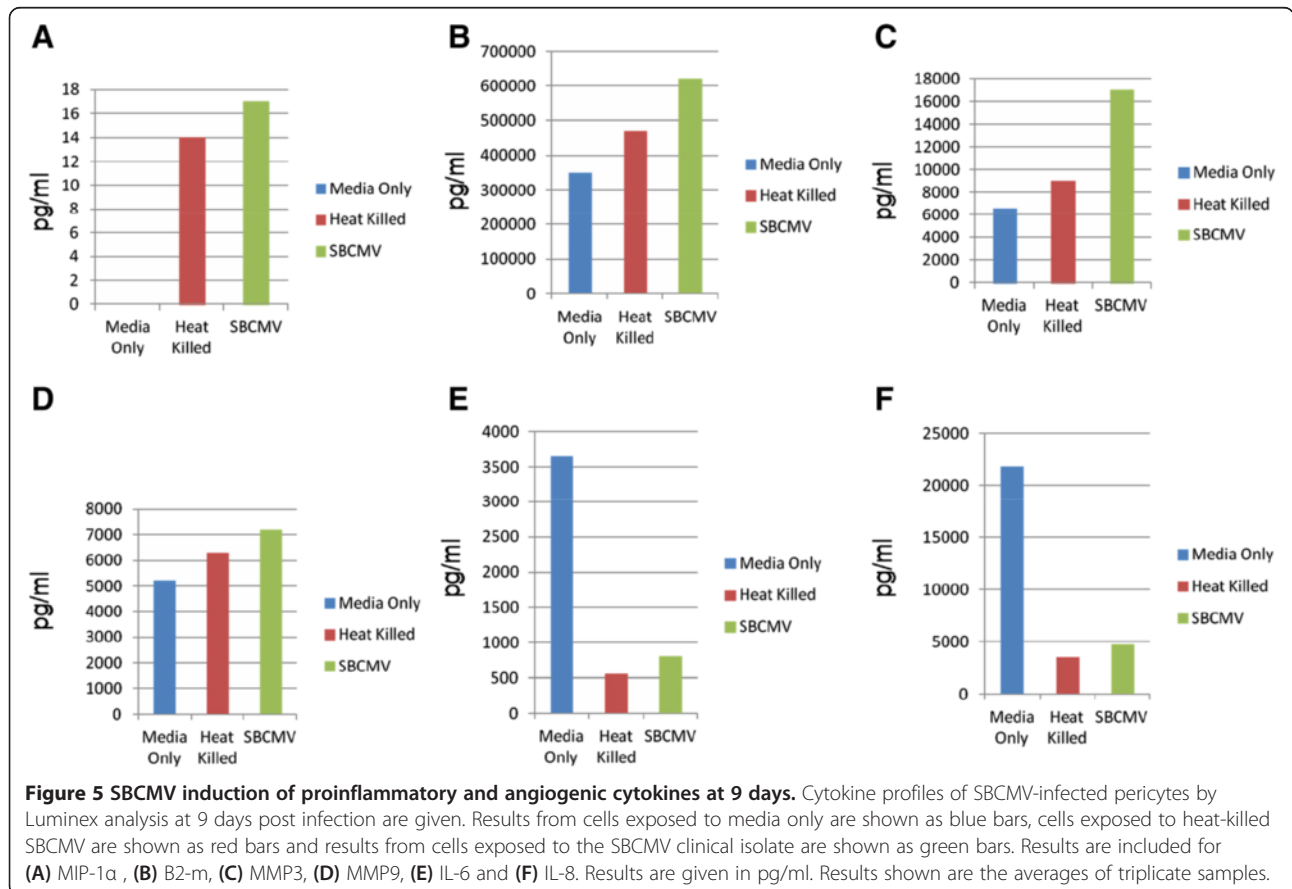 A
18
16
14
12
10
8
6
4
2
0
pg/ml
Media Only
Heat Killed
SBCMV
Media Only
Heat Killed
SBCMV
B
700000
600000
500000
400000
300000
200000
100000
0
pg/ml
Media Only
Heat Killed
SBCMV
Media Only
Heat Killed
SBCMV
C
18000
16000
14000
12000
10000
8000
6000
4000
2000
0
pg/ml
Media Only
Heat Killed
SBCMV
Media Only
Heat Killed
SBCMV
D
8000
7000
6000
5000
4000
3000
2000
1000
0
pg/ml
Media Only
Heat Killed
SBCMV
Media Only
Heat Killed
SBCMV
E
4000
3500
3000
2500
2000
1500
1000
500
0
pg/ml
Media Only
Heat Killed
SBCMV
Media Only
Heat Killed
SBCMV
F
25000
20000
15000
10000
5000
0
pg/ml
Media Only
Heat Killed
SBCMV
Media Only
Heat Killed
SBCMV
Figure 5 SBCMV induction of proinflammatory and angiogenic cytokines at 9 days. Cytokine profiles of SBCMV-infected pericytes by
Luminex analysis at 9 days post infection are given. Results from cells exposed to media only are shown as blue bars, cells exposed to heat-killed
SBCMV are shown as red bars and results from cells exposed to the SBCMV clinical isolate are shown as green bars. Results are included for
(A) MIP-1α , (B) B2-m, (C) MMP3, (D) MMP9, (E) IL-6 and (F) IL-8. Results are given in pg/ml. Results shown are the averages of triplicate samples.